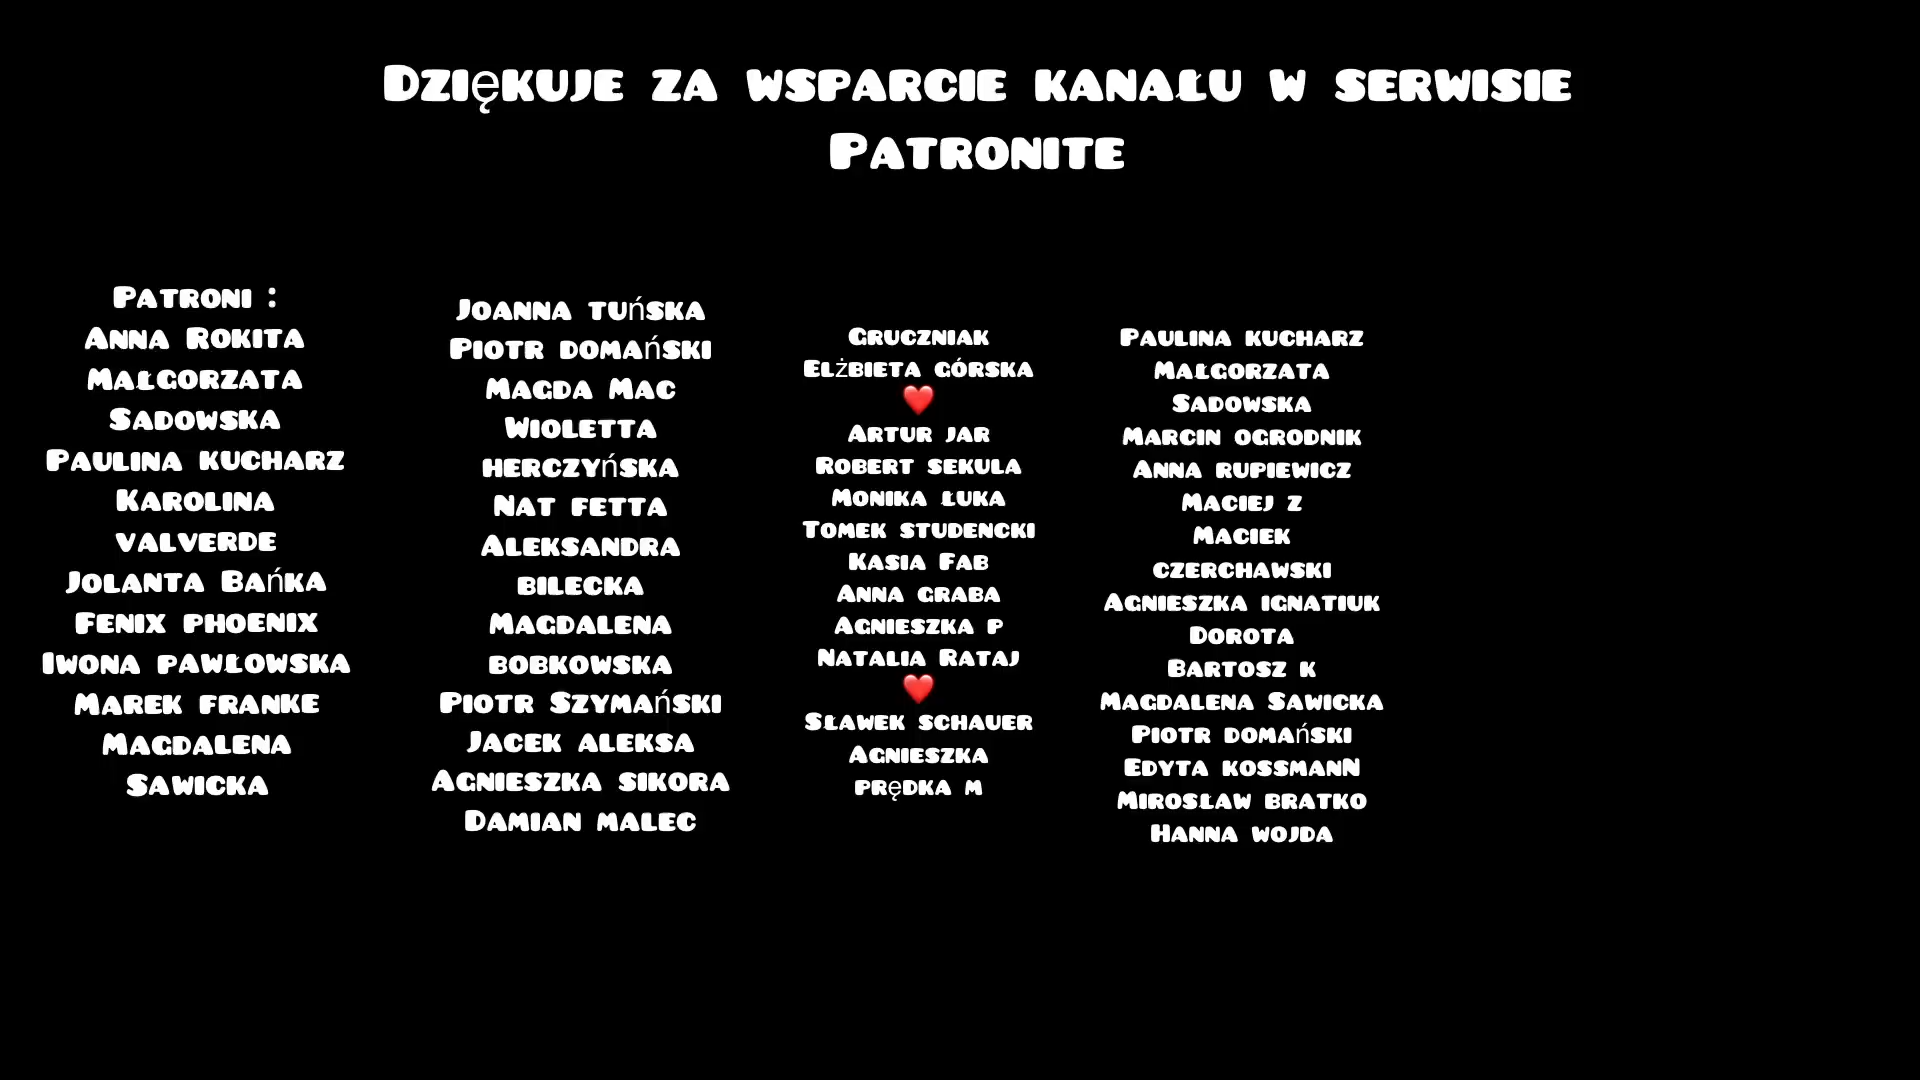 Dziękuje za wsparcie kanału w serwisie
Patronite
Patroni :
Anna Rokita
Małgorzata
Sadowska
Paulina kucharz
Karolina
valverde
Jolanta Bańka
Fenix phoenix
Iwona pawłowska
Marek franke
Magdalena
Sawicka
Joanna tuńska
Piotr domański
Magda Mac
Wioletta
herczyńska
Nat fetta
Aleksandra
bilecka
Magdalena
bobkowska
Piotr Szymański
Jacek aleksa
Agnieszka sikora
Damian malec
Gruczniak
Elżbieta górska
❤️
Artur jar
Robert sekula
Monika łuka
Tomek studencki
Kasia Fab
Anna graba
Agnieszka p
Natalia Rataj
❤️
Sławek schauer
Agnieszka
prędka m
Paulina kucharz
Małgorzata
Sadowska
Marcin ogrodnik
Anna rupiewicz
Maciej z
Maciek
czerchawski
Agnieszka ignatiuk
Dorota
Bartosz k
Magdalena Sawicka
Piotr domański
Edyta kossmanN
Mirosław bratko
Hanna wojda